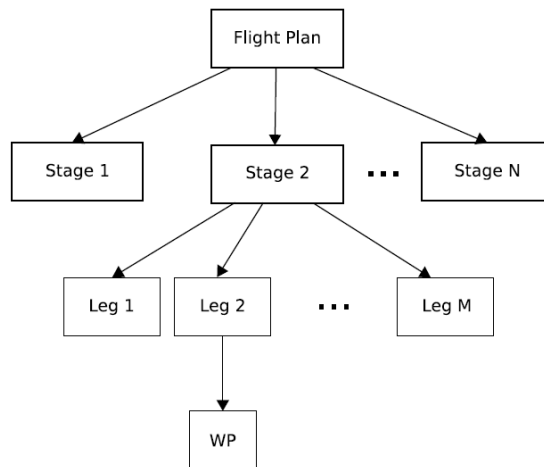 Flight Plan
Stage 1
Stage 2
...
Stage N
Leg 1
Leg 2
...
Leg M
WP